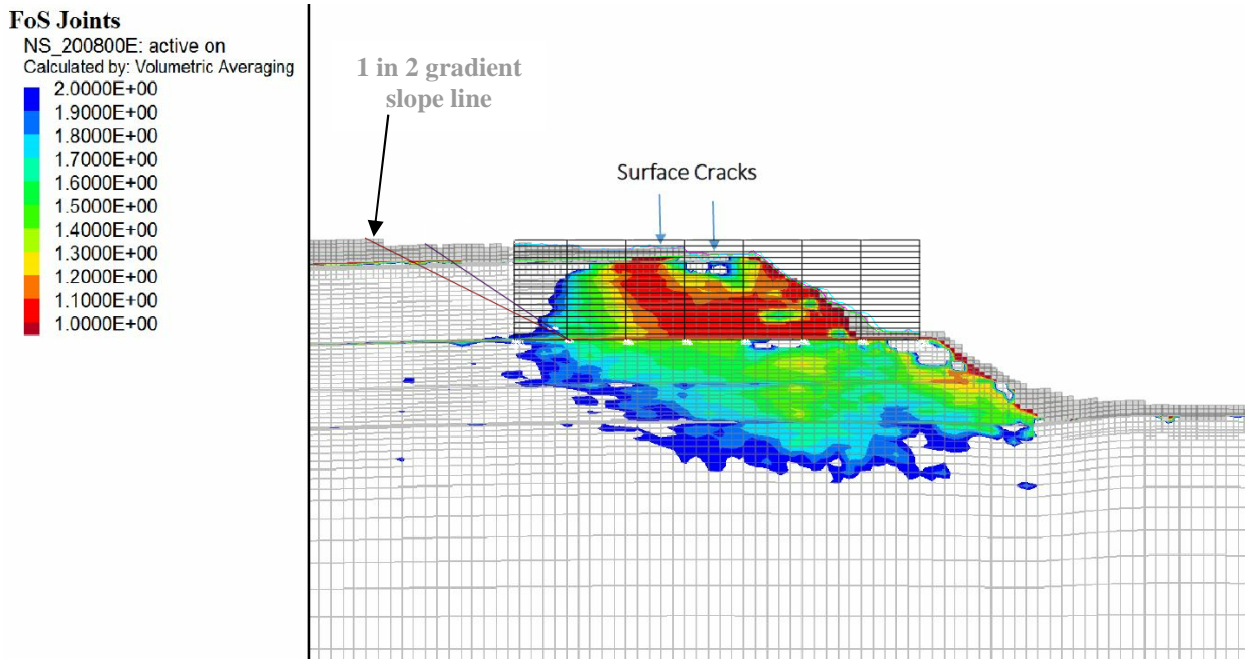 FoS Joints
NS_200800E: active on
Calculated by: Volumetric Averaging
2.0000E+00
1.9000E+00
1.8000E+00
1.7000E+00
1.6000E+00
1.5000E+00
1.4000E+00
1.3000E+00
1.2000E+00
1.1000E+00
1.0000E+00
1 in 2 gradient
slope line
Surface Cracks